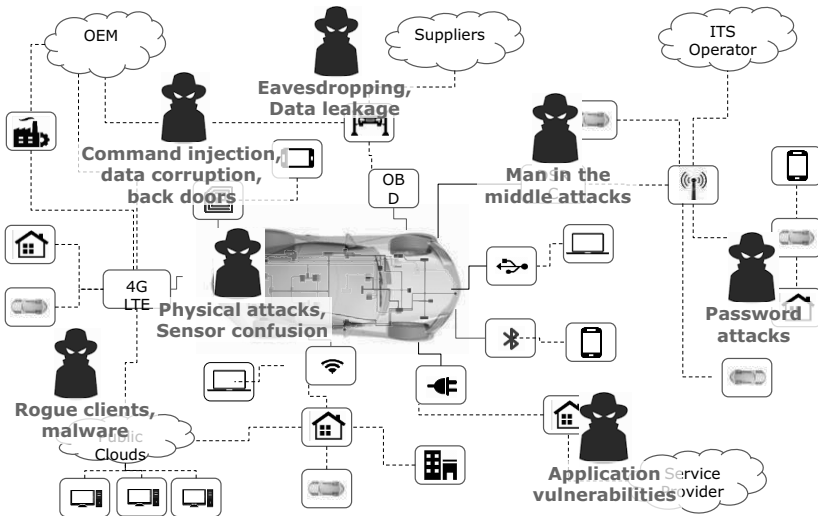 OEM
Suppliers
ITS
Operator
Eavesdropping,
Data leakage
Command injection,
data corruption,
back doors
OB
D
Man in the
middle attacks
4G
LTE
Physical attacks,
Sensor confusion
Password
attacks
Rogue clients,
malware
Public
Clouds
Application
vulnerabilities
Service
Provider